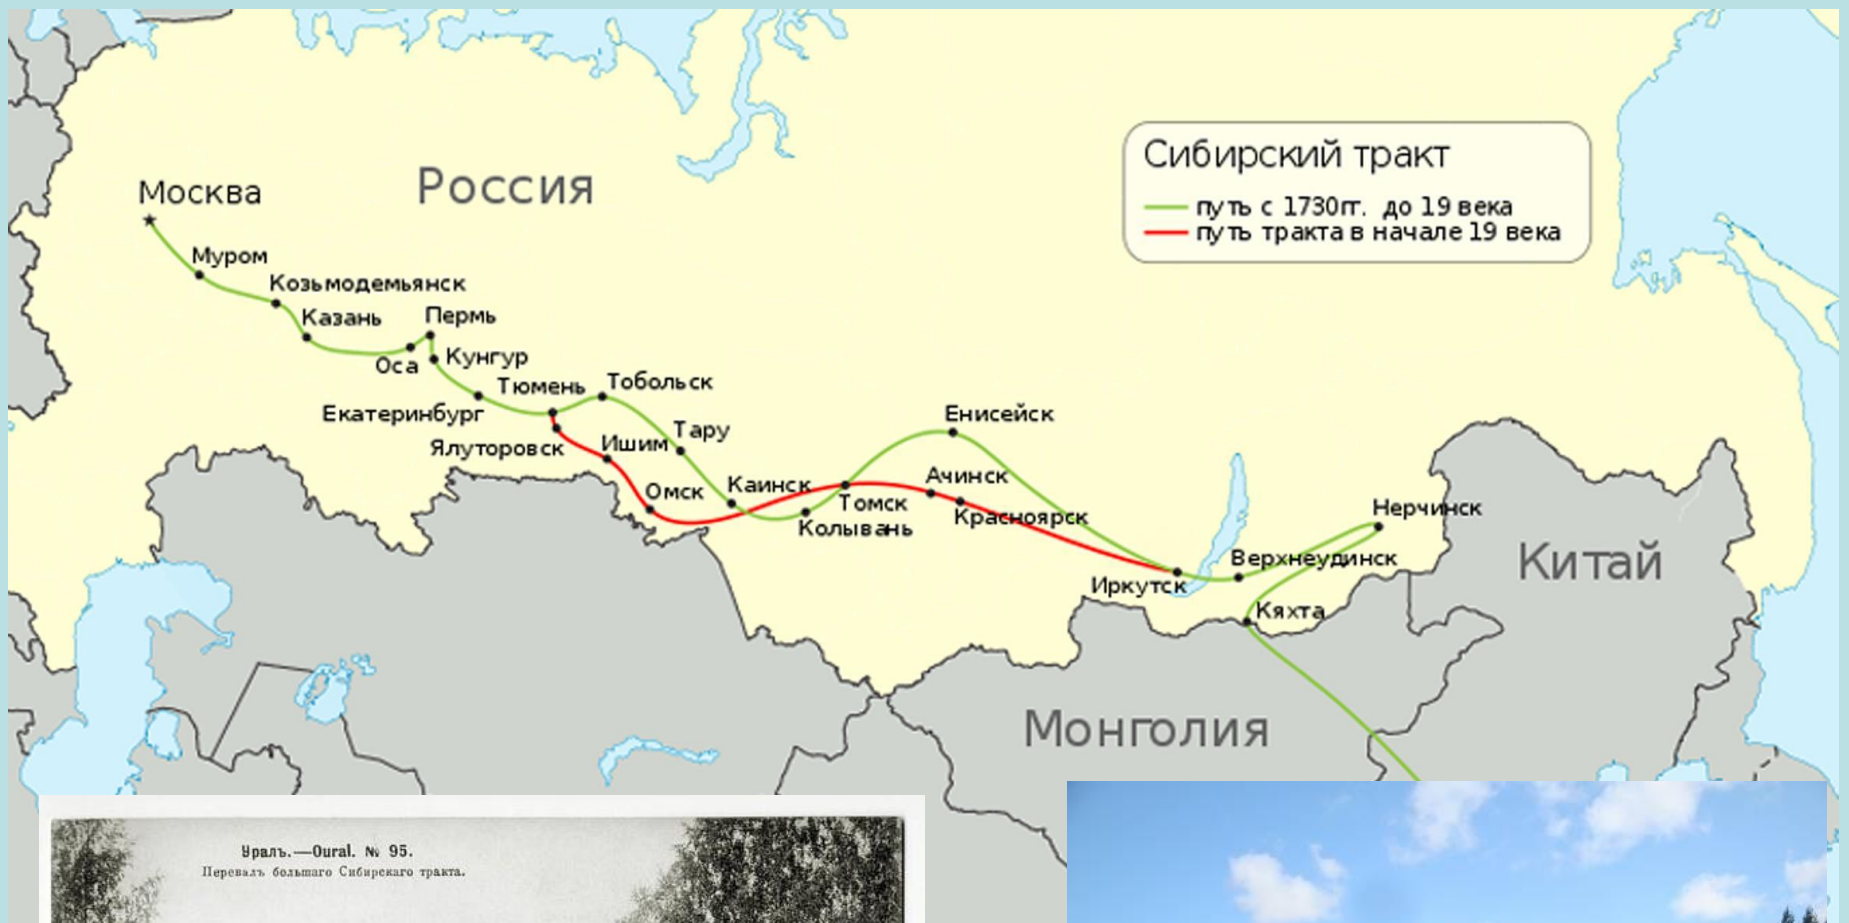 Сибирский тракт
путь с 1730гг. до 19 века
путь тракта в начале 19 века
Россия
Москва
Муром
Козьмодемьянск
Казань
Пермь
Оса
Кунгур
Тюмень
Тобольск
Екатеринбург
Ялуторовск
Ишим
Тару
Омск
Каинск
Томск
Колывань
Енисейск
Ачинск
Красноярск
Нерчинск
Верхнеудинск
Иркутск
Кяхта
Китай
Монголия
Уралъ.—Oural. № 95.
Перевалъ большаго Сибирскаго тракта.